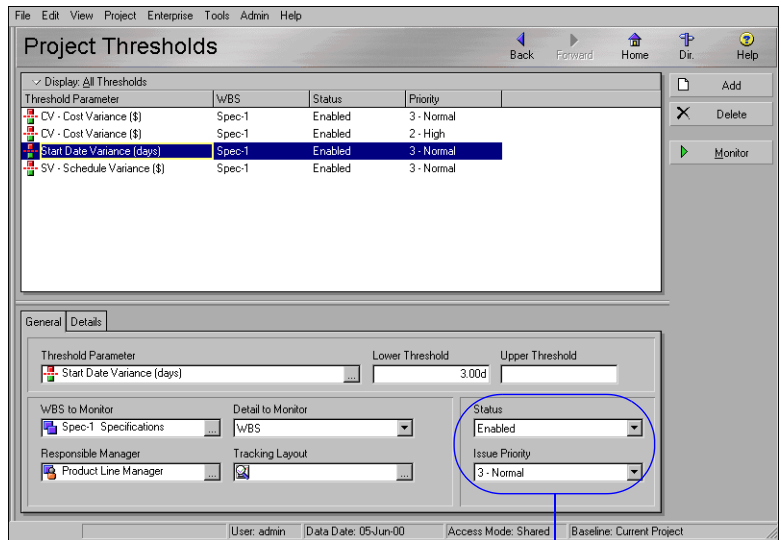 File Edit View Project Enterprise Tools Admin Help
Project Thresholds
Back Forward Home Dir. Help
Display: All Thresholds
Threshold Parameter WBS Status Priority
CV - Cost Variance ($) Spec-1 Enabled 3 - Normal
CV - Cost Variance ($) Spec-1 Enabled 2 - High
Start Date Variance (days) Spec-1 Enabled 3 - Normal
SV - Schedule Variance ($) Spec-1 Enabled 3 - Normal
Add
Delete
Monitor
General Details
Threshold Parameter Lower Threshold Upper Threshold
Start Date Variance (days) ... 3.00d
WBS to Monitor Detail to Monitor Status
Spec-1 Specifications ... WBS Enabled
Responsible Manager Tracking Layout Issue Priority
Product Line Manager ... ... 3 - Normal
User: admin Data Date: 05-Jun-00 Access Mode: Shared Baseline: Current Project